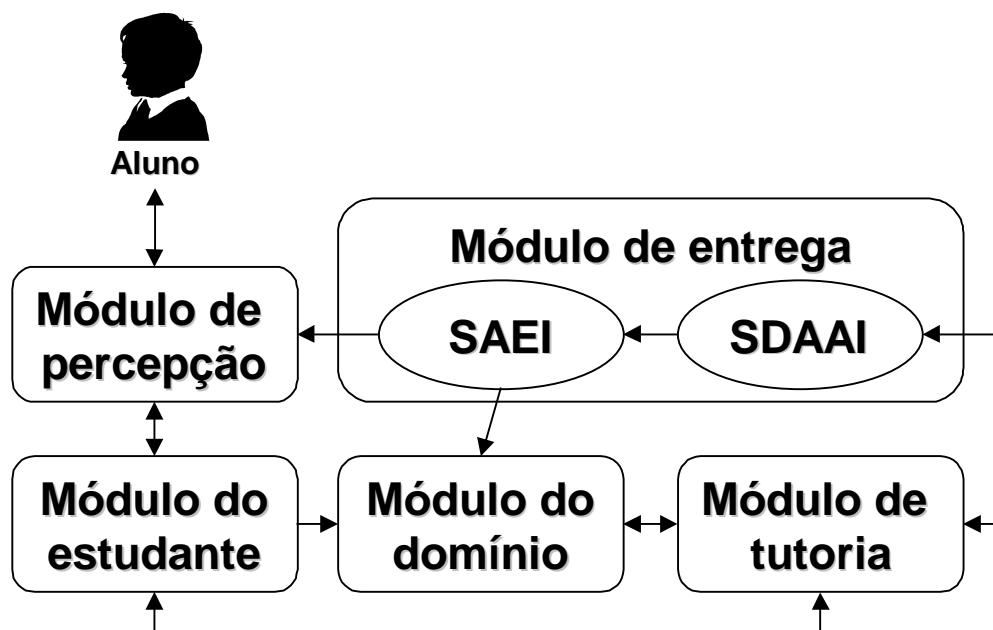 Aluno
Módulo de entrega
Módulo de
percepção
SAEI
SDAAI
Módulo do
estudante
Módulo do
domínio
Módulo de
tutoria